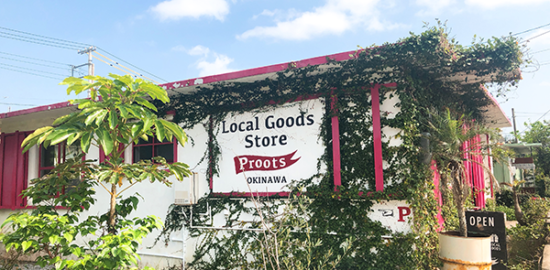 Local Goods
Store
Proots
OKINAWA
P
OPEN